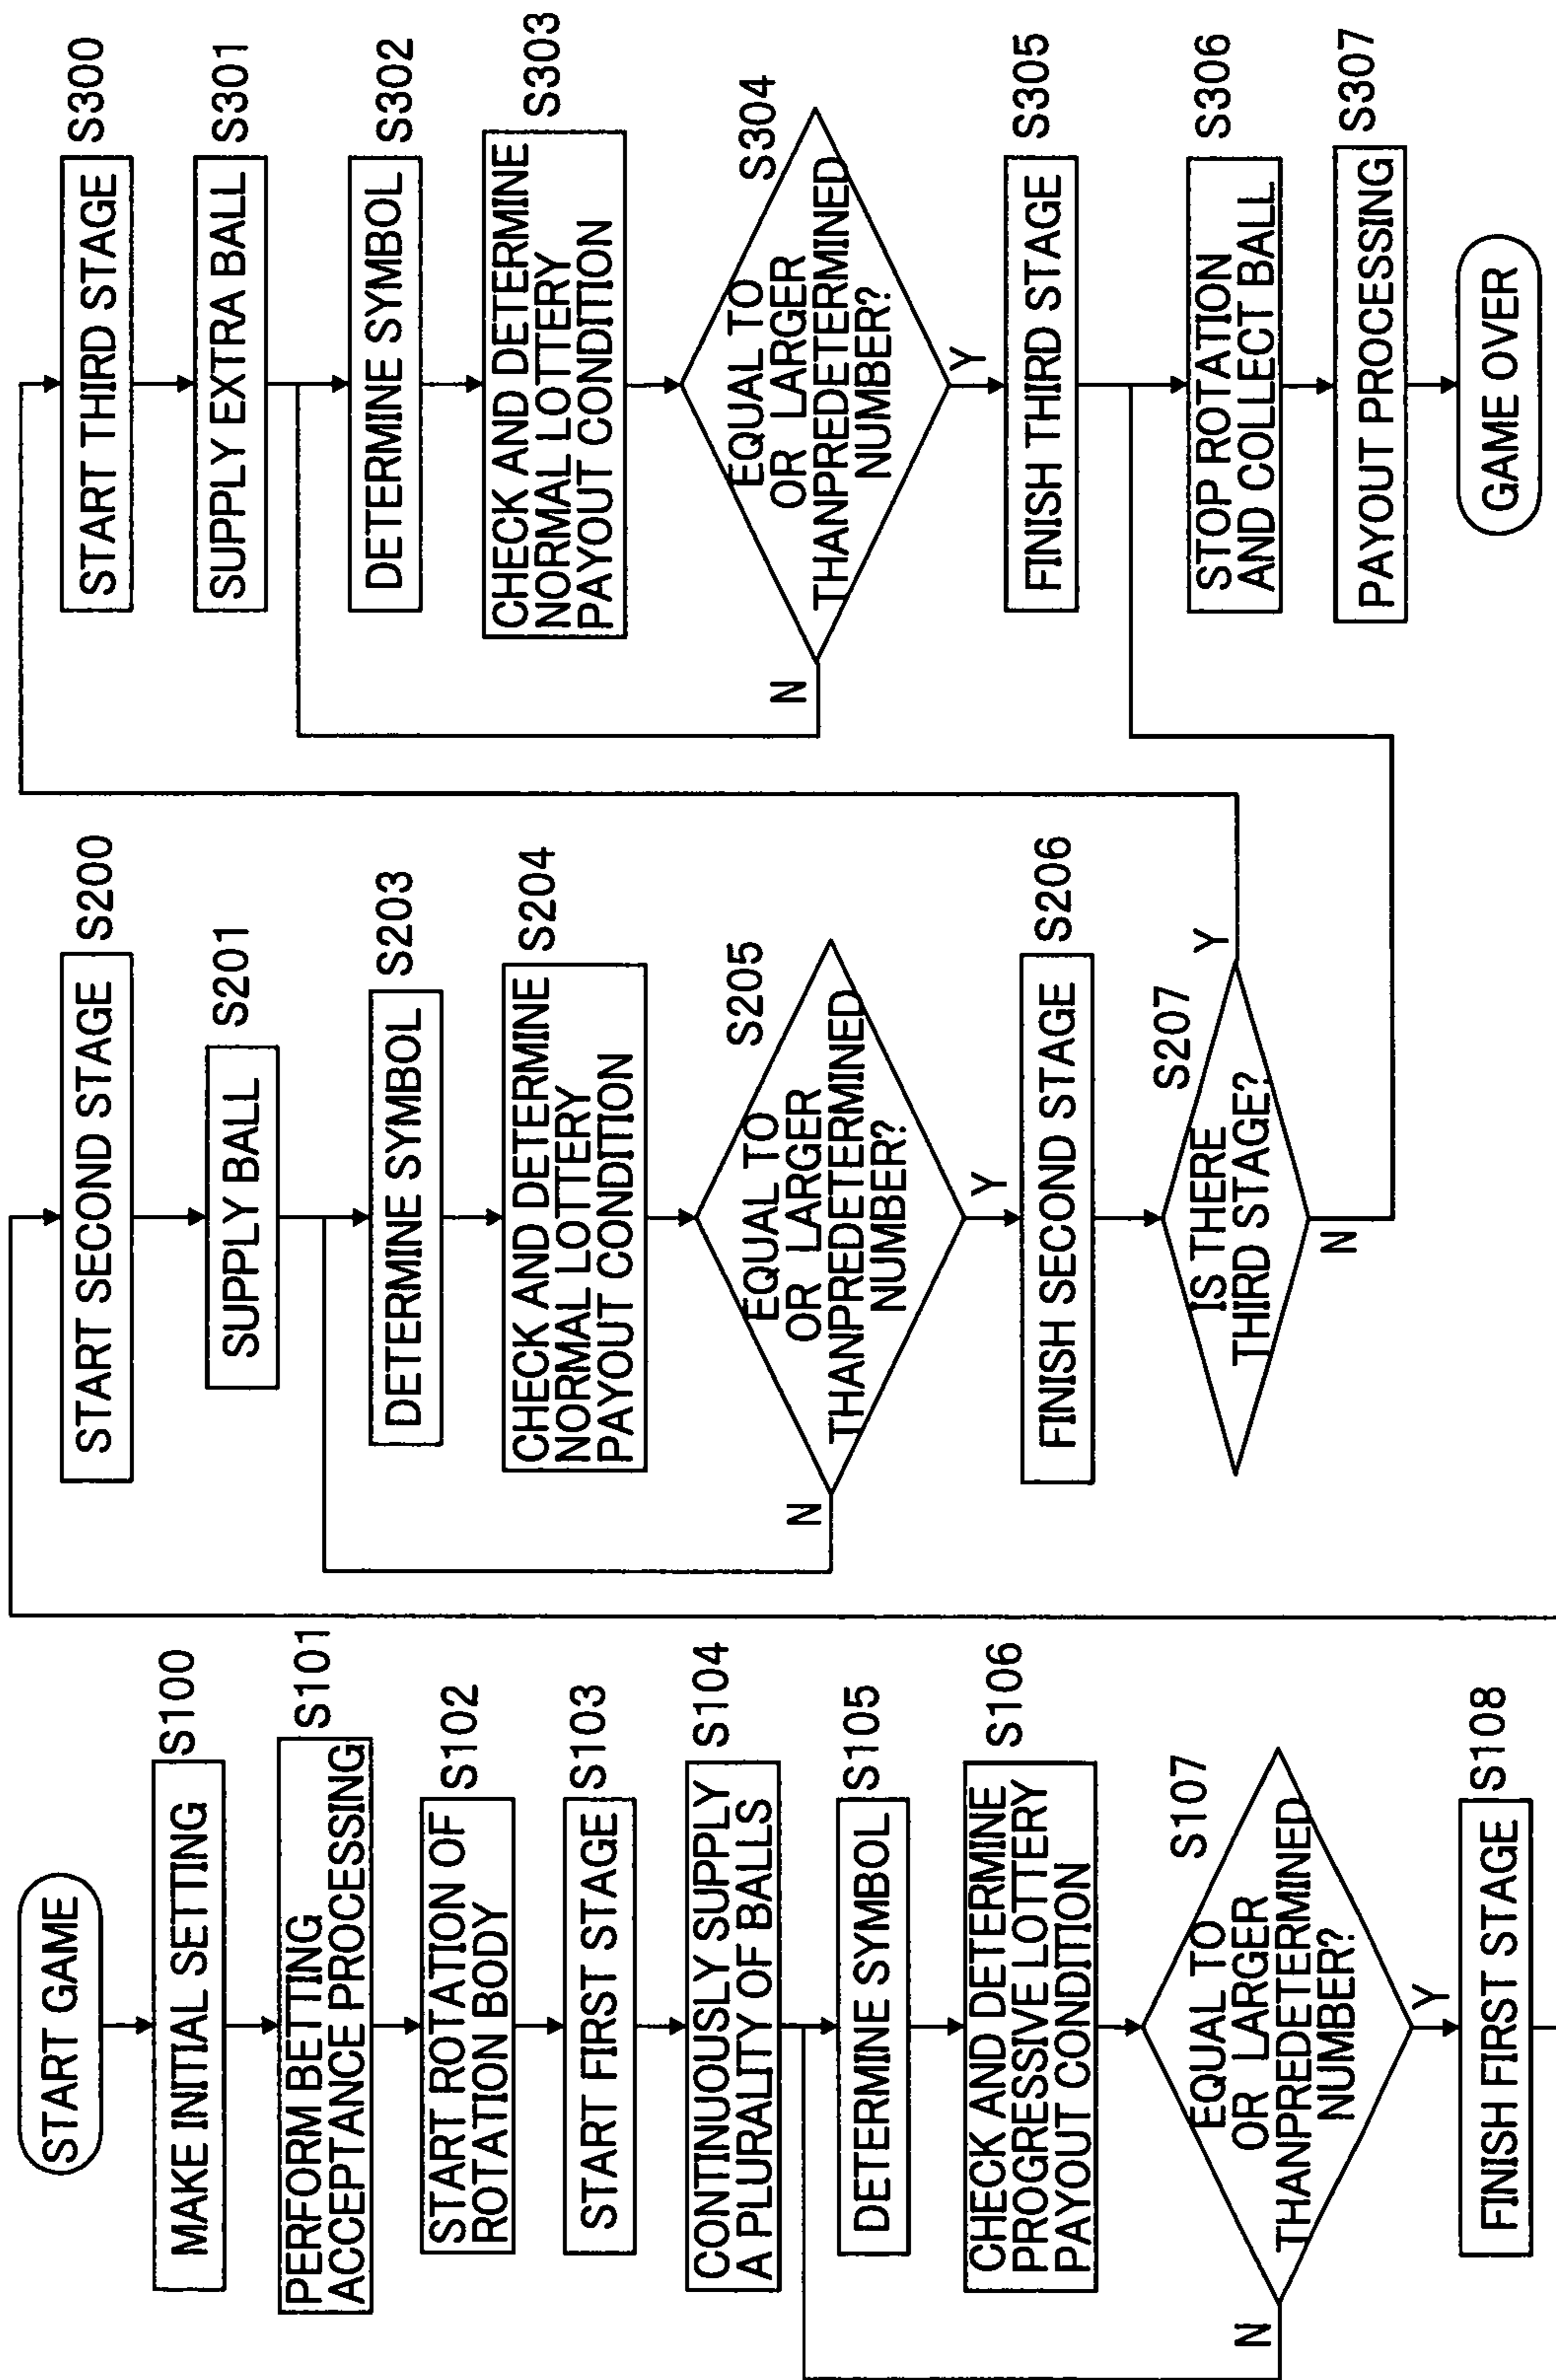 START GAME
MAKE INITIAL SETTING
S100
PERFORM BETTING
ACCEPTANCE PROCESSING
S101
START ROTATION OF
ROTATION BODY
S102
START FIRST STAGE
S103
CONTINUOUSLY SUPPLY
A PLURALITY OF BALLS
S104
DETERMINE SYMBOL
S105
CHECK AND DETERMINE
PROGRESSIVE LOTTERY
PAYOUT CONDITION
S106
EQUAL TO
OR LARGER
THANPREDETERMINED
NUMBER?
S107
N
Y
FINISH FIRST STAGE
S108
START SECOND STAGE
S200
SUPPLY BALL
S201
DETERMINE SYMBOL
S203
CHECK AND DETERMINE
NORMAL LOTTERY
PAYOUT CONDITION
S204
EQUAL TO
OR LARGER
THANPREDETERMINED
NUMBER?
S205
N
Y
FINISH SECOND STAGE
S206
IS THERE
THIRD STAGE?
S207
Y
N
START THIRD STAGE
S300
SUPPLY EXTRA BALL
S301
DETERMINE SYMBOL
S302
CHECK AND DETERMINE
NORMAL LOTTERY
PAYOUT CONDITION
S303
EQUAL TO
OR LARGER
THANPREDETERMINED
NUMBER?
S304
N
Y
FINISH THIRD STAGE
S305
STOP ROTATION
AND COLLECT BALL
S306
PAYOUT PROCESSING
S307
GAME OVER